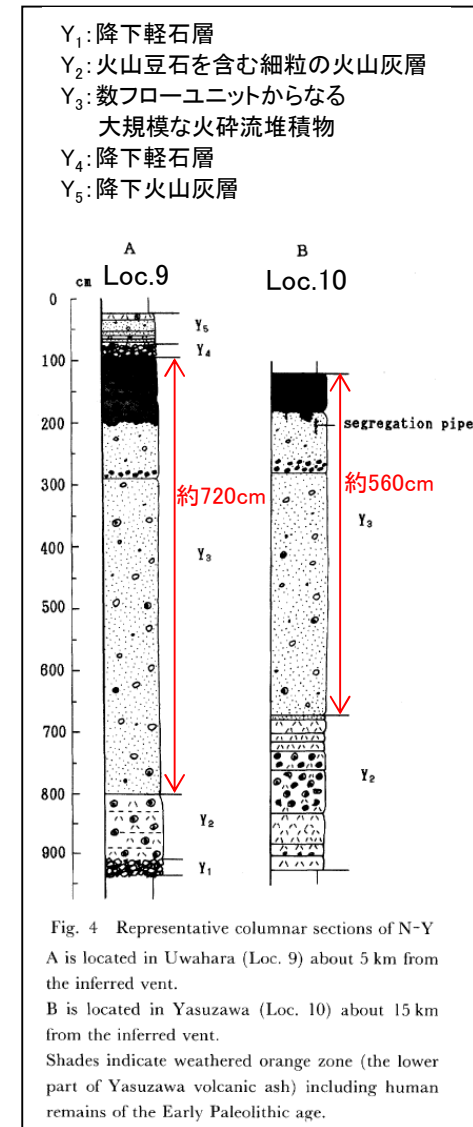 Y₁:降下軽石層
Y₂:火山豆石を含む細粒の火山灰層
Y₃:数フローユニットからなる
大規模な火砕流堆積物
Y₄:降下軽石層
Y₅:降下火山灰層
A
B
cm
Loc.9
Loc.10
0
100
200
300
400
500
600
700
800
900
Y₅
Y₄
約720cm
Y₃
Y₂
Y₁
segregation pipe
約560cm
Y₃
Y₂
Fig. 4 Representative columnar sections of N-Y
A is located in Uwahara (Loc. 9) about 5 km from
the inferred vent.
B is located in Yasuzawa (Loc. 10) about 15 km
from the inferred vent.
Shades indicate weathered orange zone (the lower
part of Yasuzawa volcanic ash) including human
remains of the Early Paleolithic age.